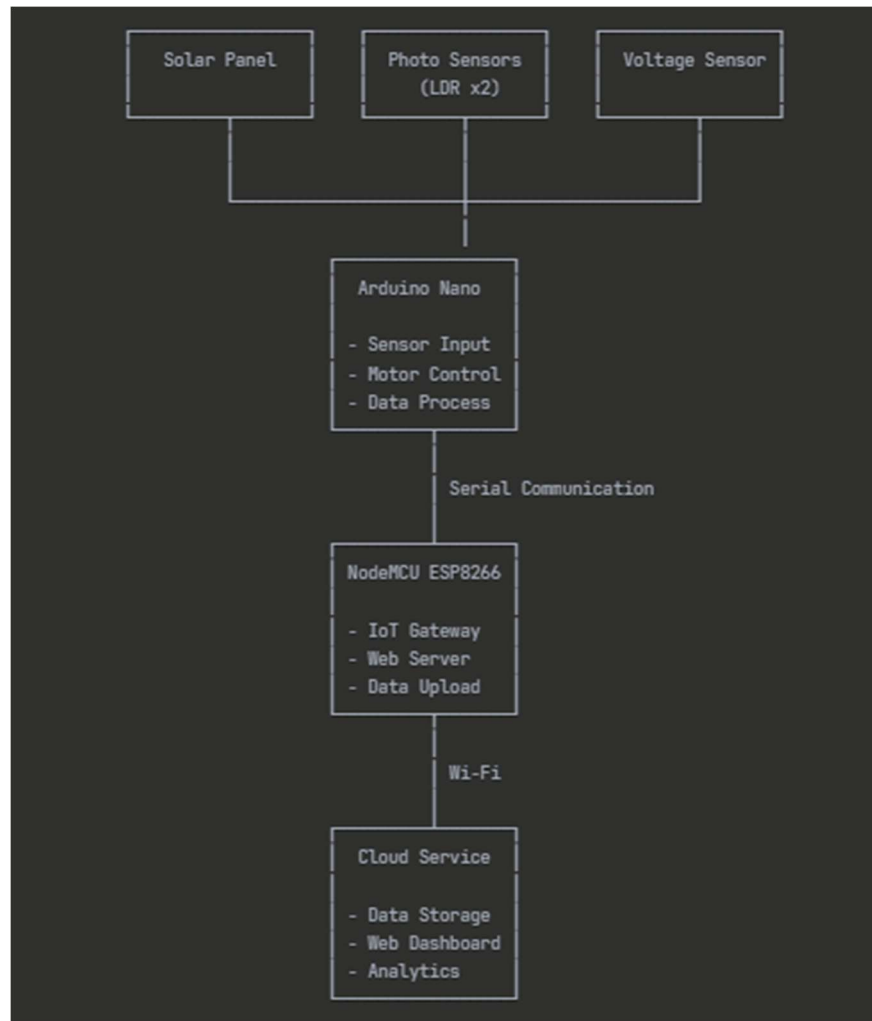 Solar Panel
Photo Sensors
(LDR x2)
Voltage Sensor
Arduino Nano
- Sensor Input
- Motor Control
- Data Process
Serial Communication
NodeMCU ESP8266
- IoT Gateway
- Web Server
- Data Upload
Wi-Fi
Cloud Service
- Data Storage
- Web Dashboard
- Analytics